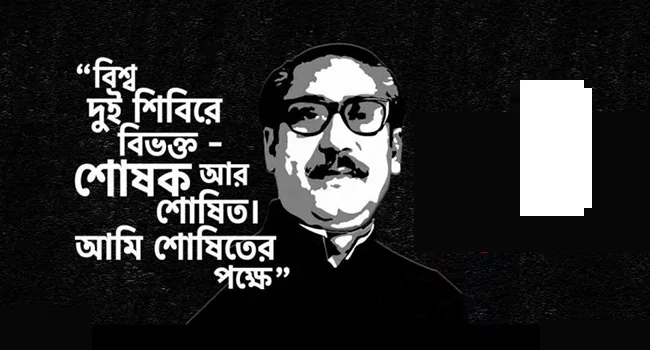 “বিশ্ব
দুই শিবিরে
বিভক্ত -
শোষক আর
শোষিত।
আমি শোষিতের
পক্ষে”